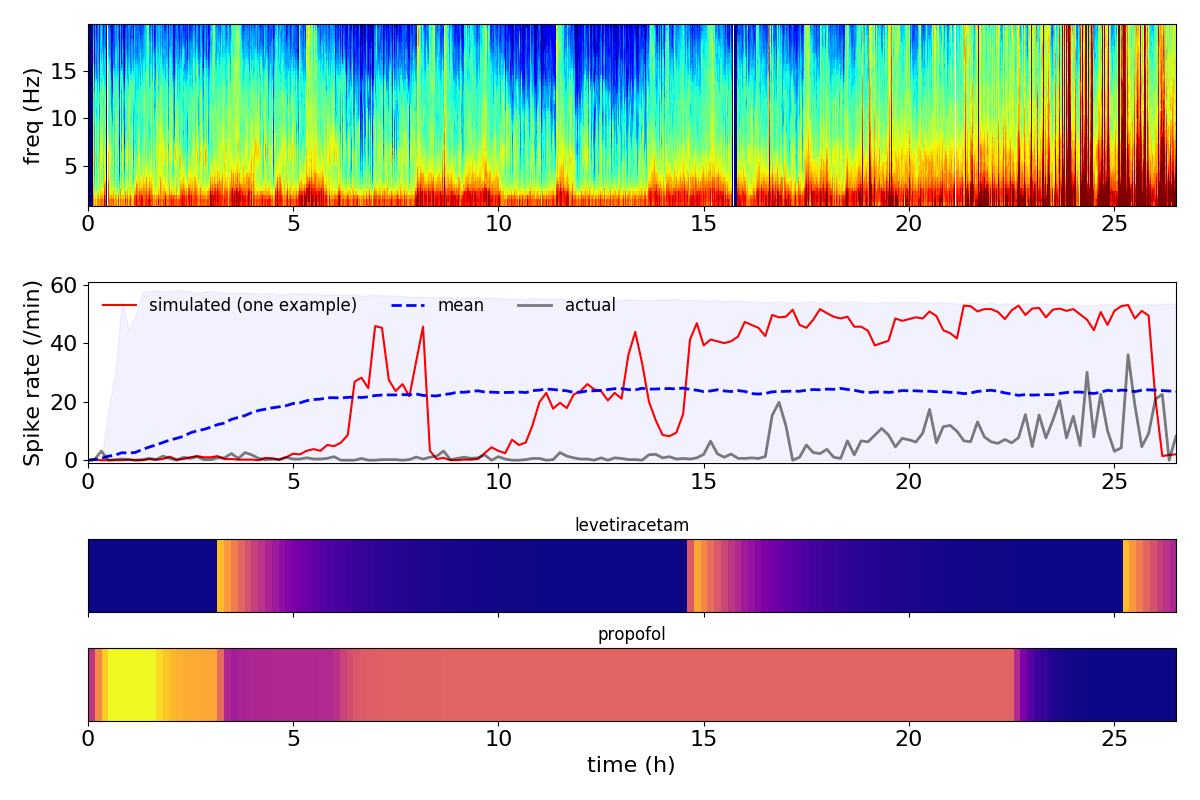 freq (Hz)
15
10
5
0 5 10 15 20 25
Spike rate (/min)
60
40
20
0
simulated (one example) mean actual
0 5 10 15 20 25
levetiracetam
propofol
0 5 10 15 20 25
time (h)